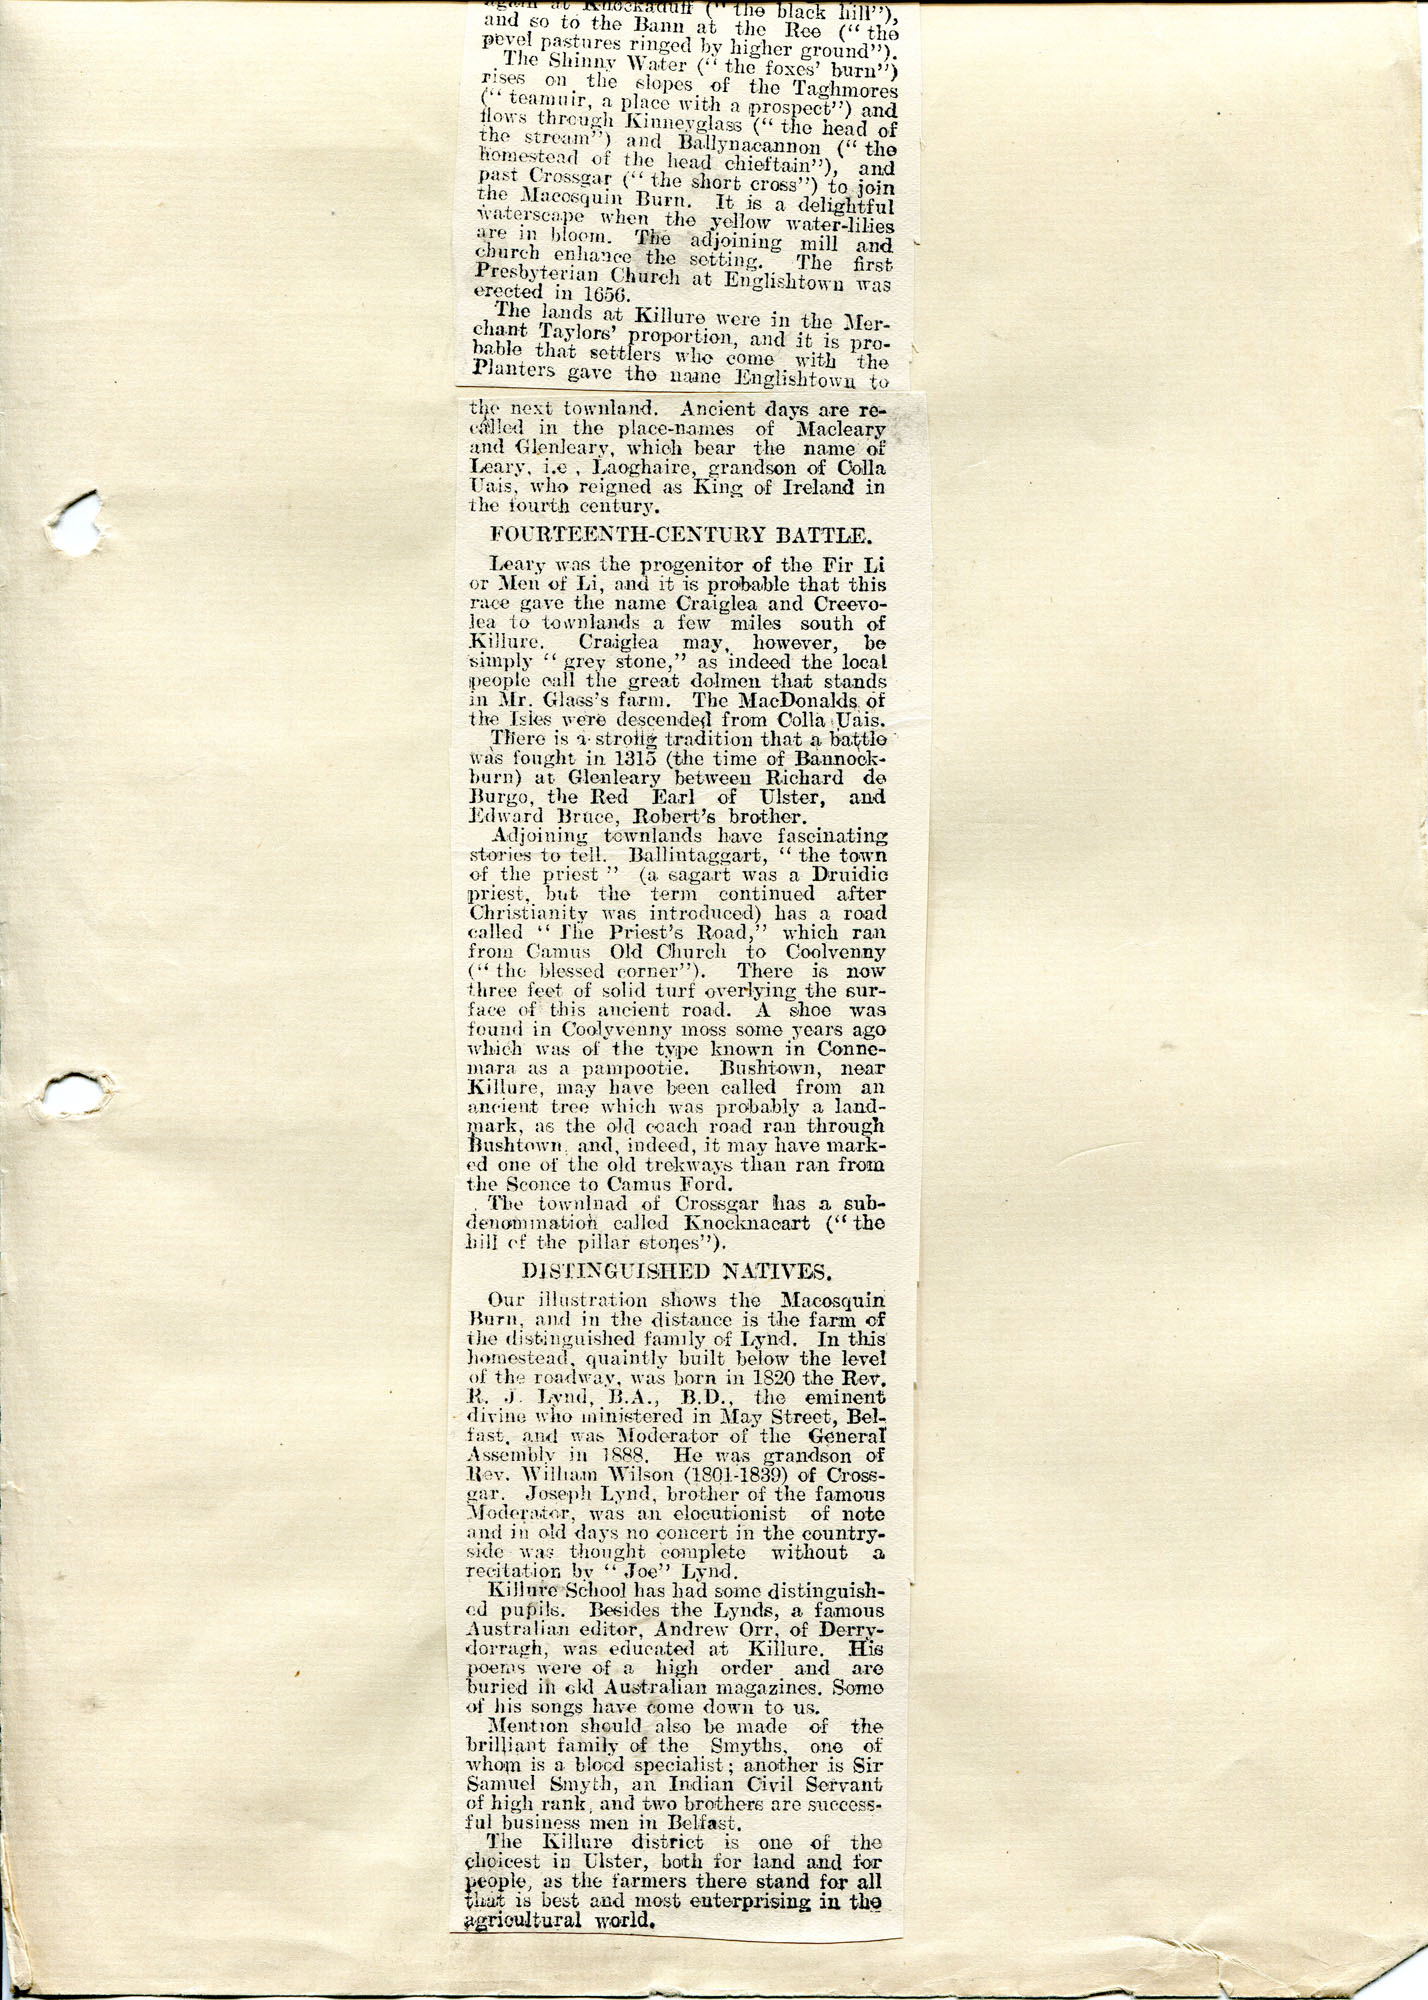 again at Knockaduff (“ the black hill”),
and so to the Bann at the Ree (“ the
pevel pastures ringed by higher ground”).
The Shinny Water (“ the foxes’ burn”)
rises on the slopes of the Taghmores
(“ teamuir, a place with a prospect”) and
flows through Kinneyglass (“ the head of
the stream”) and Ballynacannon (“ the
homestead of the head chieftain”), and
past Crossgar (“ the short cross”) to join
the Macosquin Burn. It is a delightful
waterscape when the yellow water-lilies
are in bloom. The adjoining mill and
church enhance the setting. The first
Presbyterian Church at Englishtown was
erected in 1656.
The lands at Killure were in the Mer-
chant Taylors’ proportion, and it is pro-
bable that settlers who come with the
Planters gave the name Englishtown to
the next townland. Ancient days are re-
called in the place-names of Macleary
and Glenleary, which bear the name of
Leary, i.e , Laoghaire, grandson of Colla
Uais, who reigned as King of Ireland in
the fourth century.
FOURTEENTH-CENTURY BATTLE.
Leary was the progenitor of the Fir Li
or Men of Li, and it is probable that this
race gave the name Craiglea and Creevo-
lea to townlands a few miles south of
Killure. Craiglea may, however, be
simply “ grey stone,” as indeed the local
people call the great dolmen that stands
in Mr. Glass’s farm. The MacDonalds of
the Isles were descended from Colla Uais.
There is a strong tradition that a battle
was fought in 1315 (the time of Bannock-
burn) at Glenleary between Richard de
Burgo, the Red Earl of Ulster, and
Edward Bruce, Robert’s brother.
Adjoining townlands have fascinating
stories to tell. Ballintaggart, “ the town
of the priest ” (a sagart was a Druidic
priest, but the term continued after
Christianity was introduced) has a road
called “ The Priest’s Road,” which ran
from Camus Old Church to Coolvenny
(“ the blessed corner”). There is now
three feet of solid turf overlying the sur-
face of this ancient road. A shoe was
found in Coolyvenny moss some years ago
which was of the type known in Conne-
mara as a pampootie. Bushtown, near
Killure, may have been called from an
ancient tree which was probably a land-
mark, as the old coach road ran through
Bushtown, and, indeed, it may have mark-
ed one of the old trekways than ran from
the Sconce to Camus Ford.
The townlnad of Crossgar has a sub-
denommation called Knocknacart (“ the
hill of the pillar stones”).
DISTINGUISHED NATIVES.
Our illustration shows the Macosquin
Burn, and in the distance is the farm of
the distinguished family of Lynd. In this
homestead, quaintly built below the level
of the roadway, was born in 1820 the Rev.
R. J. Lynd, B.A., B.D., the eminent
divine who ministered in May Street, Bel-
fast, and was Moderator of the General
Assembly in 1888. He was grandson of
Rev. William Wilson (1801-1839) of Cross-
gar. Joseph Lynd, brother of the famous
Moderator, was an elocutionist of note
and in old days no concert in the country-
side was thought complete without a
recitation by “ Joe” Lynd.
Killure School has had some distinguish-
ed pupils. Besides the Lynds, a famous
Australian editor, Andrew Orr, of Derry-
dorragh, was educated at Killure. His
poems were of a high order and are
buried in old Australian magazines. Some
of his songs have come down to us.
Mention should also be made of the
brilliant family of the Smyths, one of
whom is a blood specialist; another is Sir
Samuel Smyth, an Indian Civil Servant
of high rank, and two brothers are success-
ful business men in Belfast.
The Killure district is one of the
choicest in Ulster, both for land and for
people, as the farmers there stand for all
that is best and most enterprising in the
agricultural world.